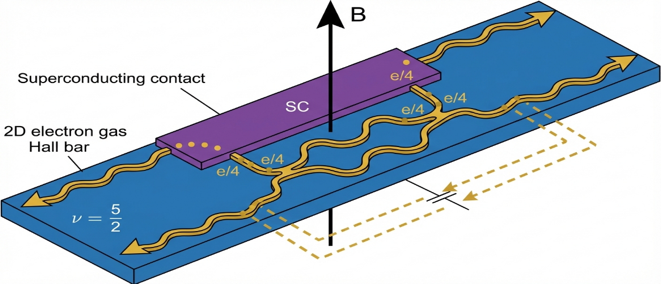 B
Superconducting contact
SC
2D electron gas
Hall bar
e/4
e/4
e/4
e/4
e/4
ν = 5/2